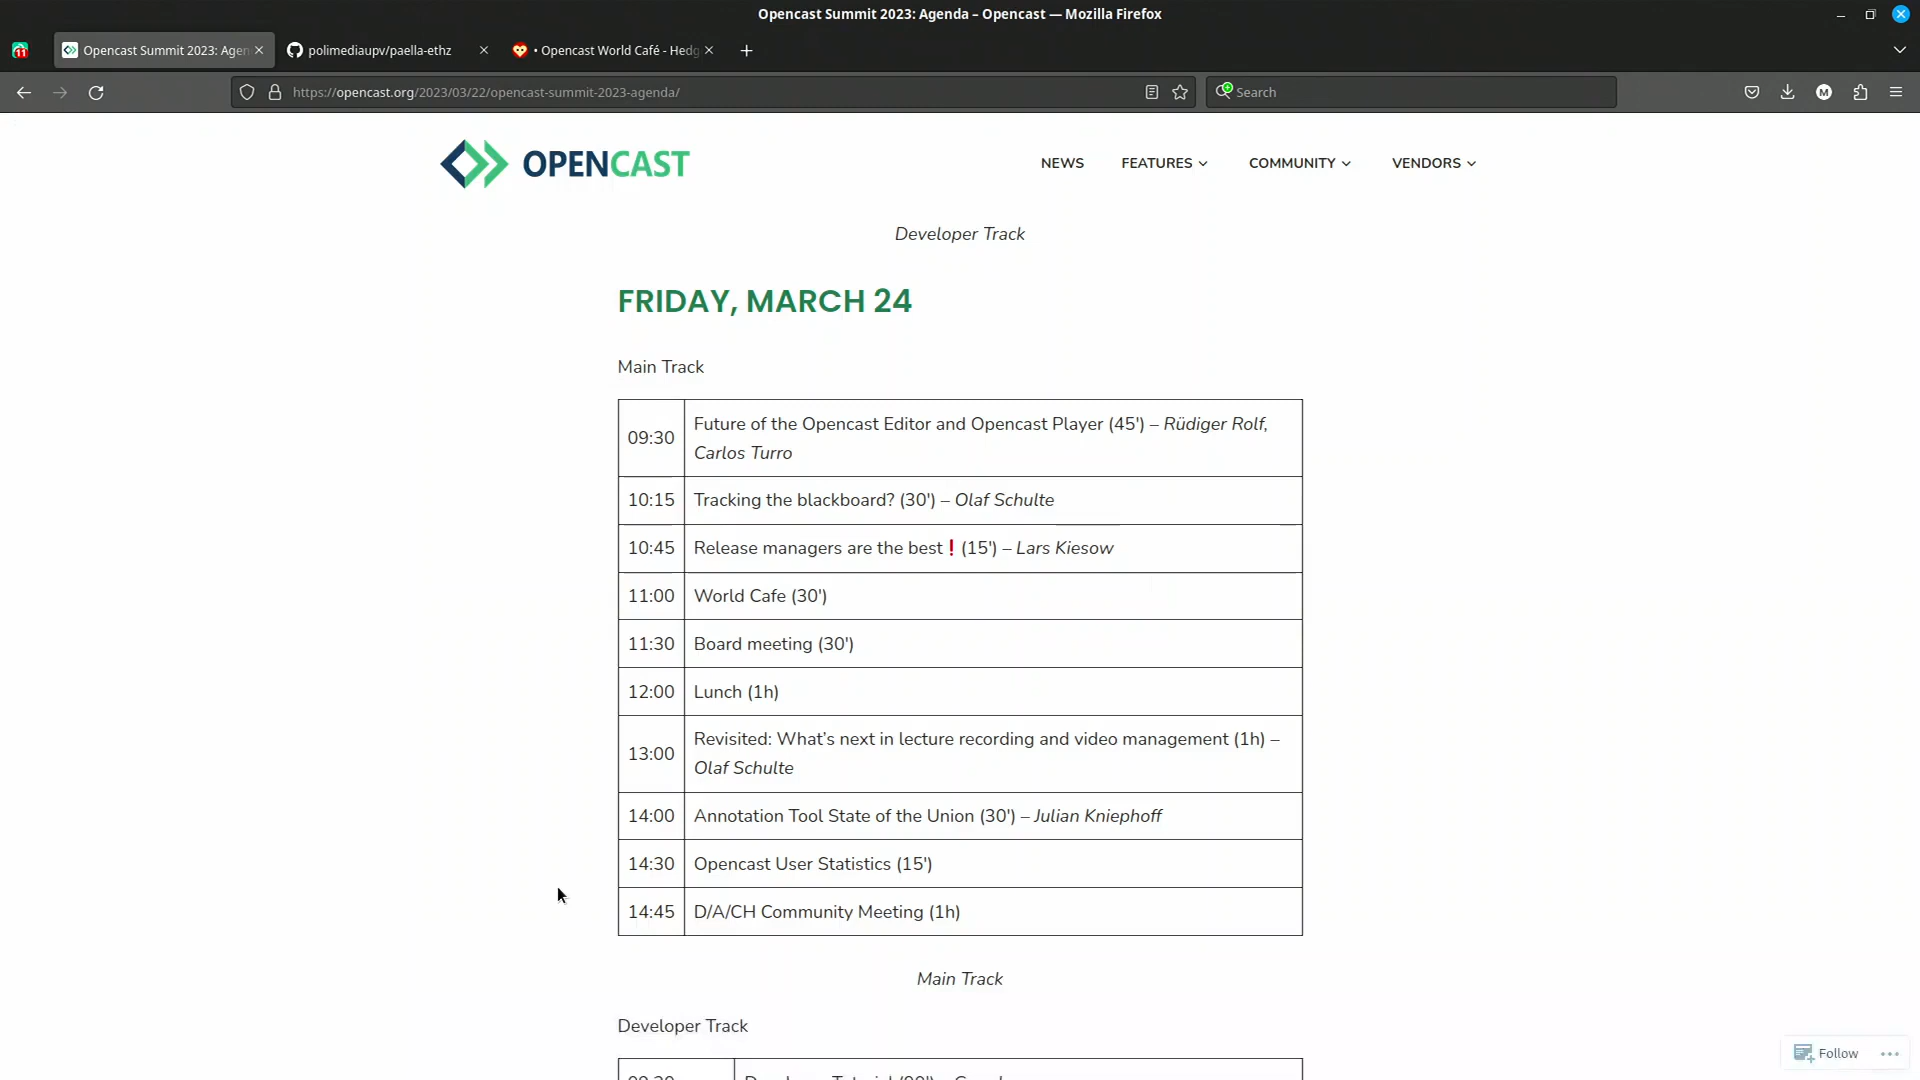 Opencast Summit 2023: Agenda – Opencast — Mozilla Firefox
11
Opencast Summit 2023: Agen
polimediaupv/paella-ethz
• Opencast World Café - Hedg
https://opencast.org/2023/03/22/opencast-summit-2023-agenda/
Search
M
OPENCAST
NEWS
FEATURES
COMMUNITY
VENDORS
Developer Track
FRIDAY, MARCH 24
Main Track
09:30
Future of the Opencast Editor and Opencast Player (45') – Rüdiger Rolf,
Carlos Turro
10:15
Tracking the blackboard? (30') – Olaf Schulte
10:45
Release managers are the best❗(15') – Lars Kiesow
11:00
World Cafe (30')
11:30
Board meeting (30')
12:00
Lunch (1h)
13:00
Revisited: What’s next in lecture recording and video management (1h) –
Olaf Schulte
14:00
Annotation Tool State of the Union (30') – Julian Kniephoff
14:30
Opencast User Statistics (15')
14:45
D/A/CH Community Meeting (1h)
Main Track
Developer Track
Follow